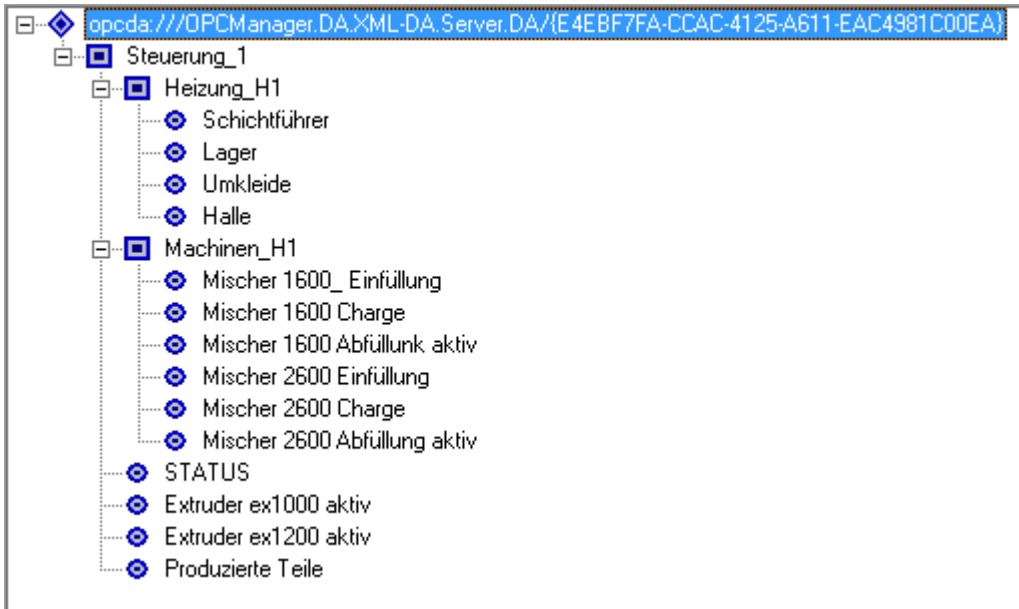 opcda:///OPCManager.DA.XML-DA.Server.DA/{E4EBF7FA-CCAC-4125-A611-EAC4981C00EA}
Steuerung_1
Heizung_H1
Schichtführer
Lager
Umkleide
Halle
Machinen_H1
Mischer 1600_ Einfüllung
Mischer 1600 Charge
Mischer 1600 Abfüllunk aktiv
Mischer 2600 Einfüllung
Mischer 2600 Charge
Mischer 2600 Abfüllung aktiv
STATUS
Extruder ex1000 aktiv
Extruder ex1200 aktiv
Produzierte Teile